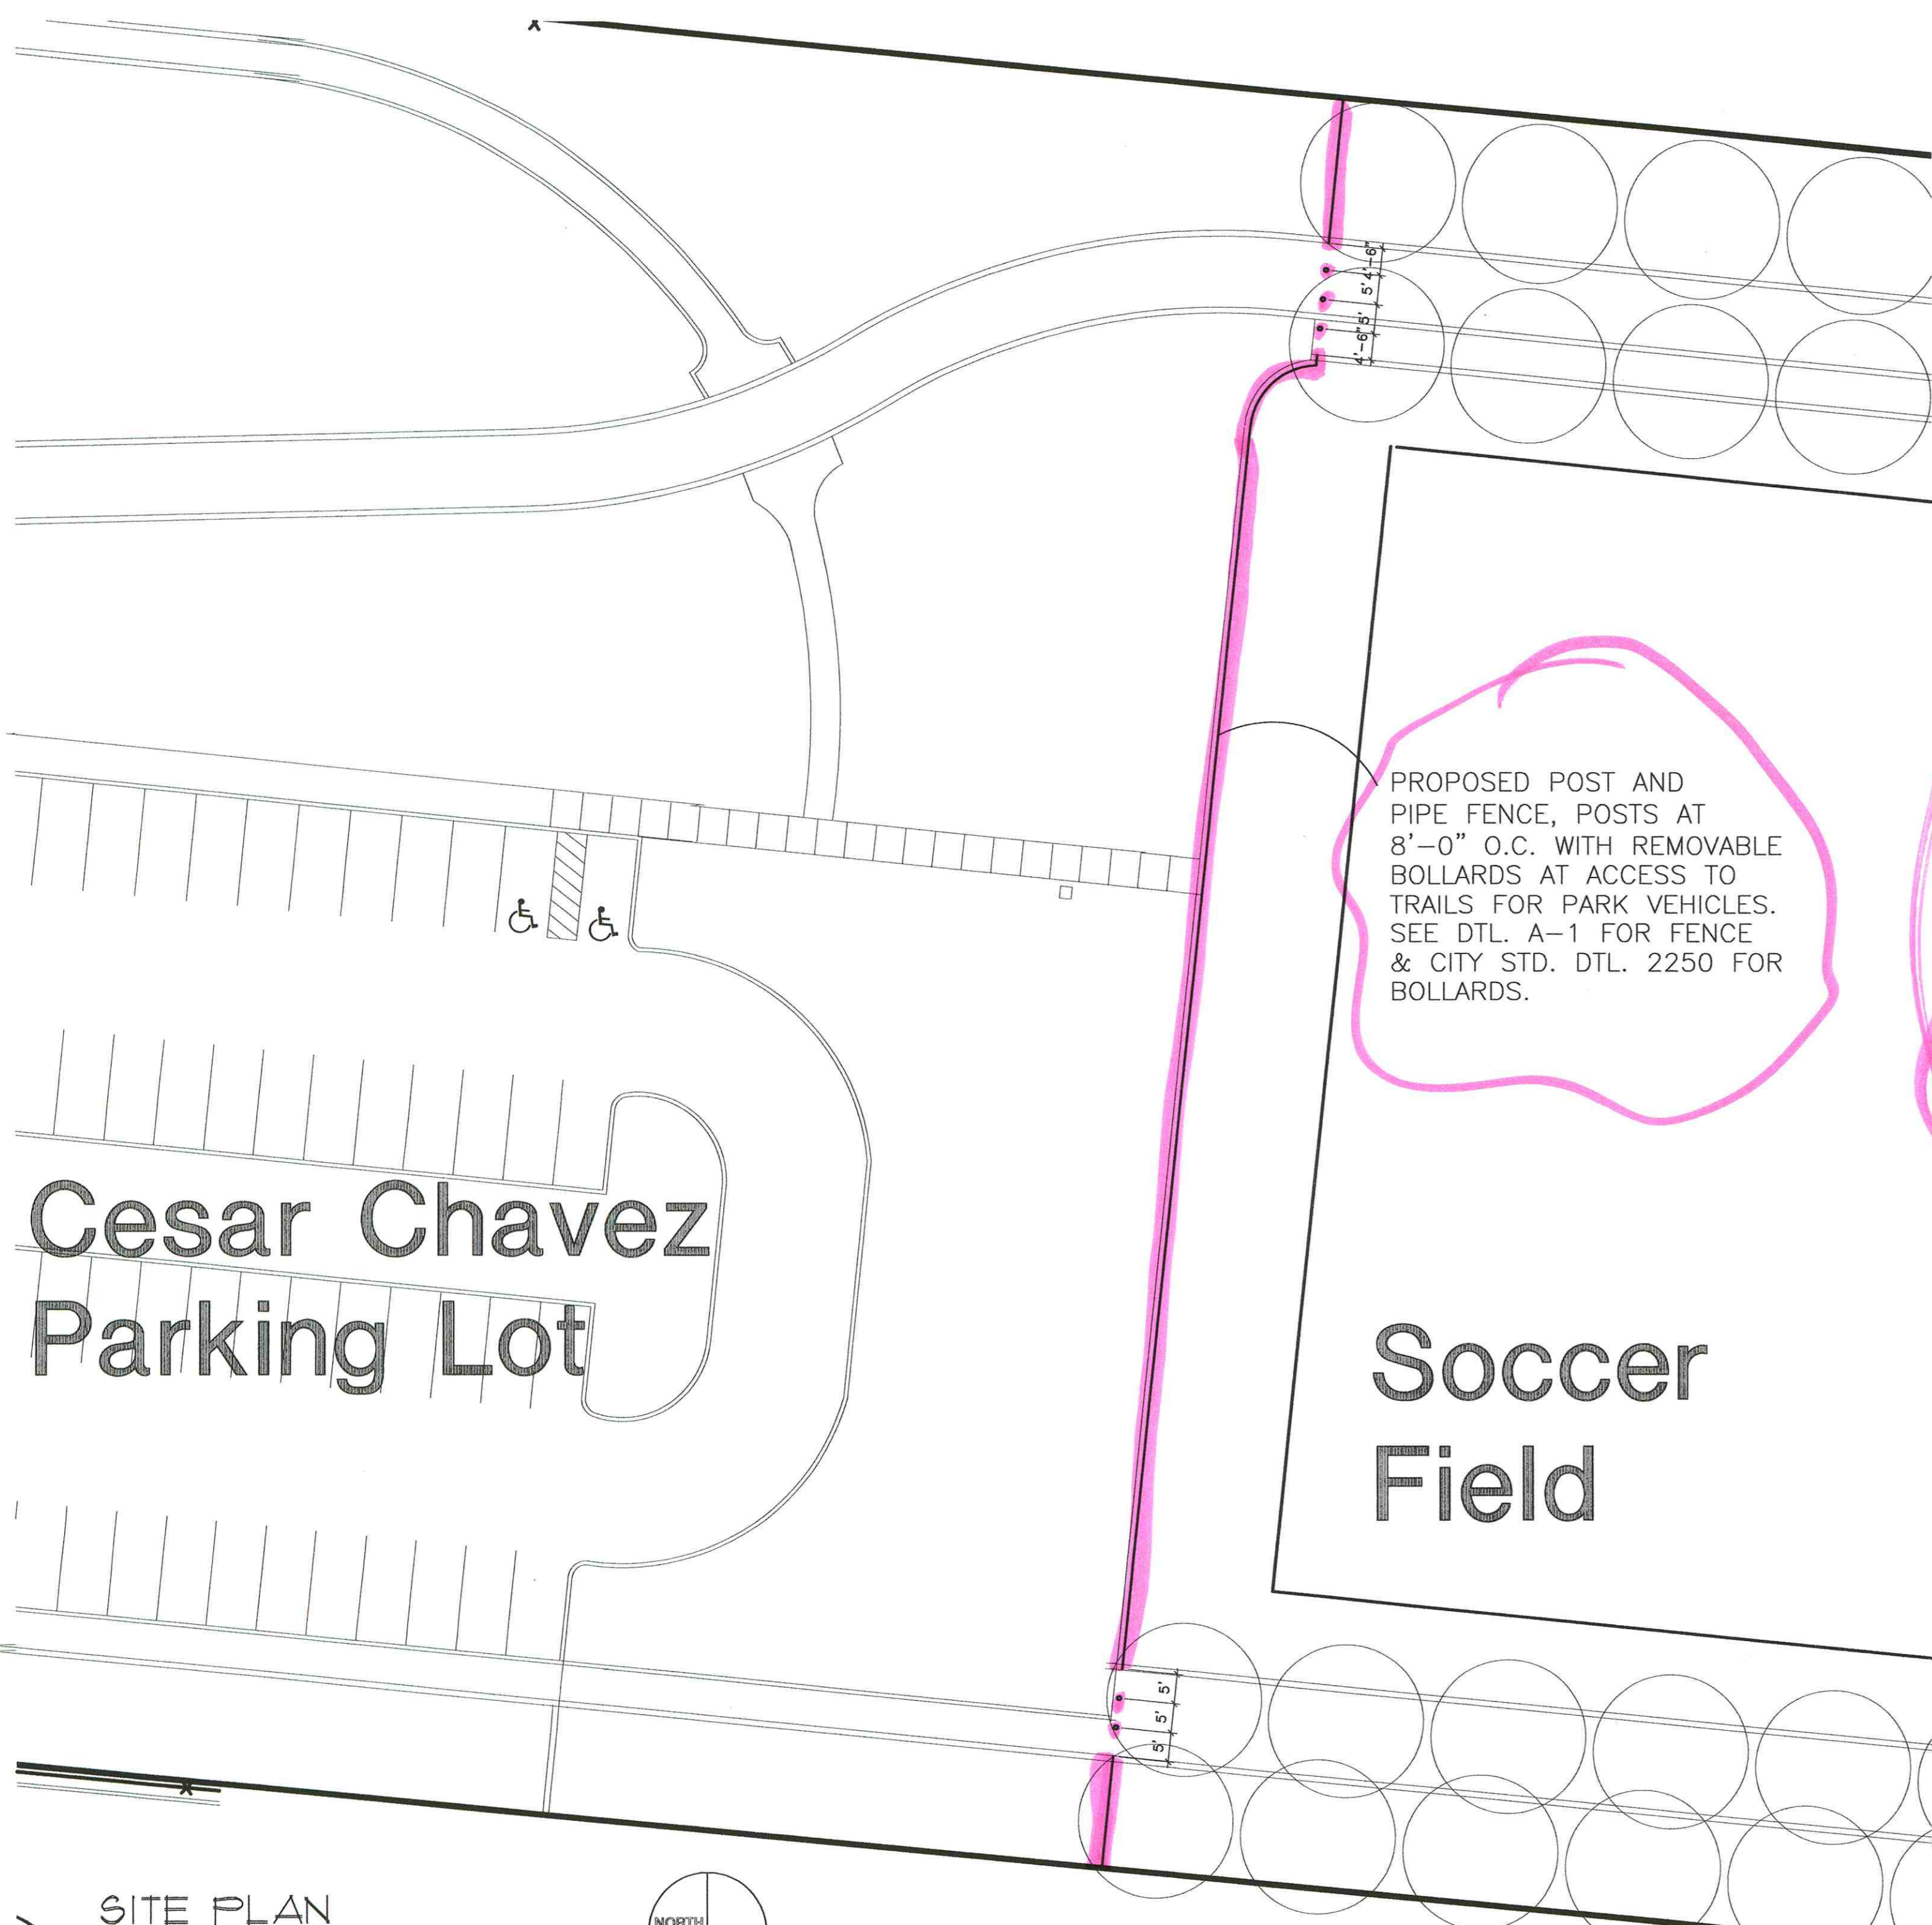 4'-6"
5'
5'
4'-6"
PROPOSED POST AND
PIPE FENCE, POSTS AT
8'-0" O.C. WITH REMOVABLE
BOLLARDS AT ACCESS TO
TRAILS FOR PARK VEHICLES.
SEE DTL. A-1 FOR FENCE
& CITY STD. DTL. 2250 FOR
BOLLARDS.
Cesar Chavez
Parking Lot
Soccer
Field
5'
5'
5'
SITE PLAN
NORTH